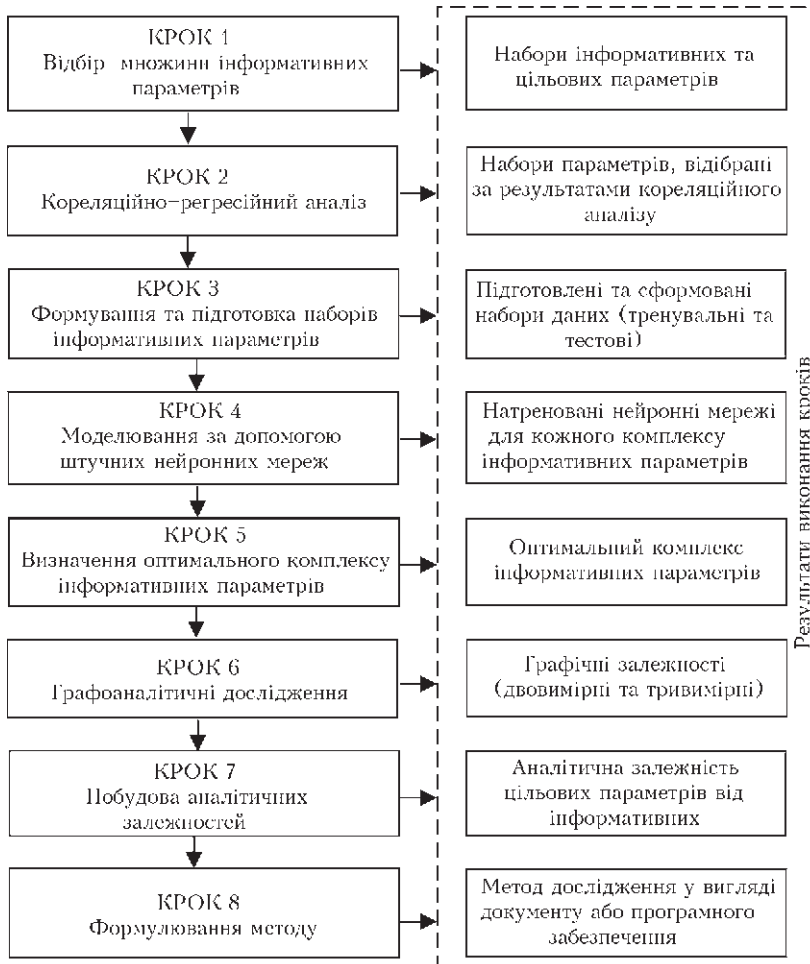 КРОК 1
Відбір множини інформативних
параметрів
Набори інформативних та
цільових параметрів
КРОК 2
Кореляційно-регресійний аналіз
Набори параметрів, відібрані
за результатами кореляційного
аналізу
КРОК 3
Формування та підготовка наборів
інформативних параметрів
Підготовлені та сформовані
набори даних (тренувальні та
тестові)
КРОК 4
Моделювання за допомогою
штучних нейронних мереж
Натреновані нейронні мережі
для кожного комплексу
інформативних параметрів
КРОК 5
Визначення оптимального комплексу
інформативних параметрів
Оптимальний комплекс
інформативних параметрів
КРОК 6
Графоаналітичні дослідження
Графічні залежності
(двовимірні та тривимірні)
КРОК 7
Побудова аналітичних
залежностей
Аналітична залежність
цільових параметрів від
інформативних
КРОК 8
Формулювання методу
Метод дослідження у вигляді
документу або програмного
забезпечення
Результати виконання кроків